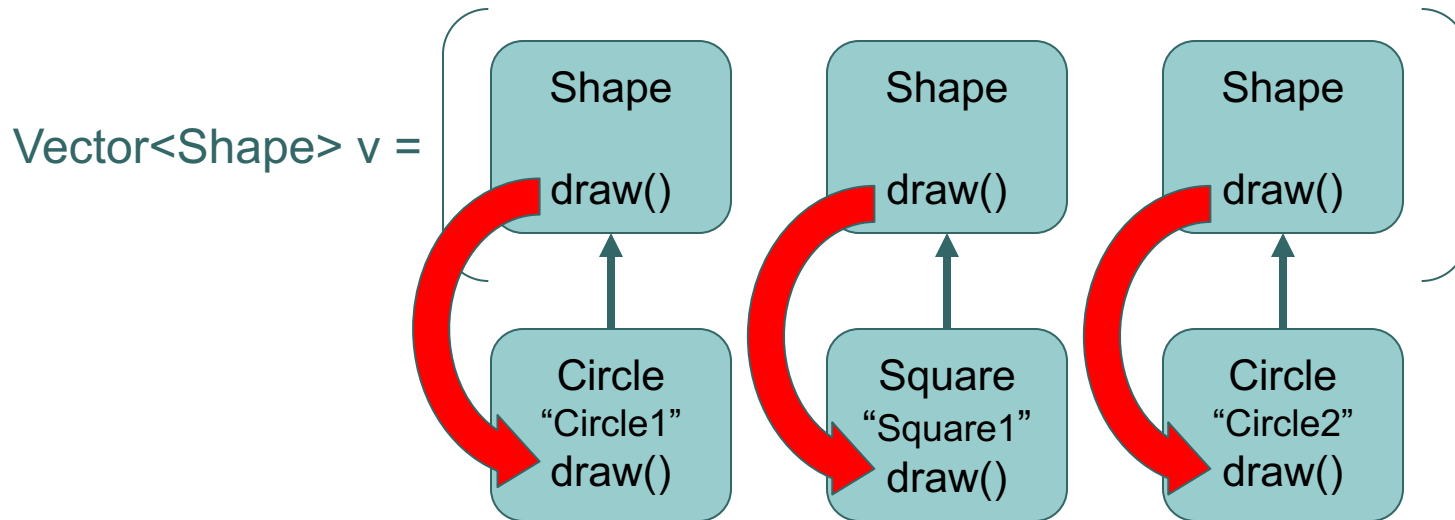 Vector<Shape> v =
Shape
draw()
Shape
draw()
Shape
draw()
Circle
“Circle1”
draw()
Square
“Square1”
draw()
Circle
“Circle2”
draw()